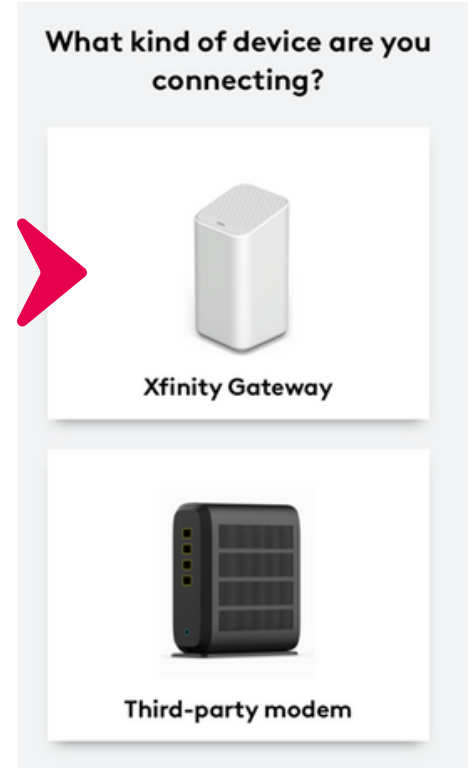 What kind of device are you
connecting?
Xfinity Gateway
Third-party modem